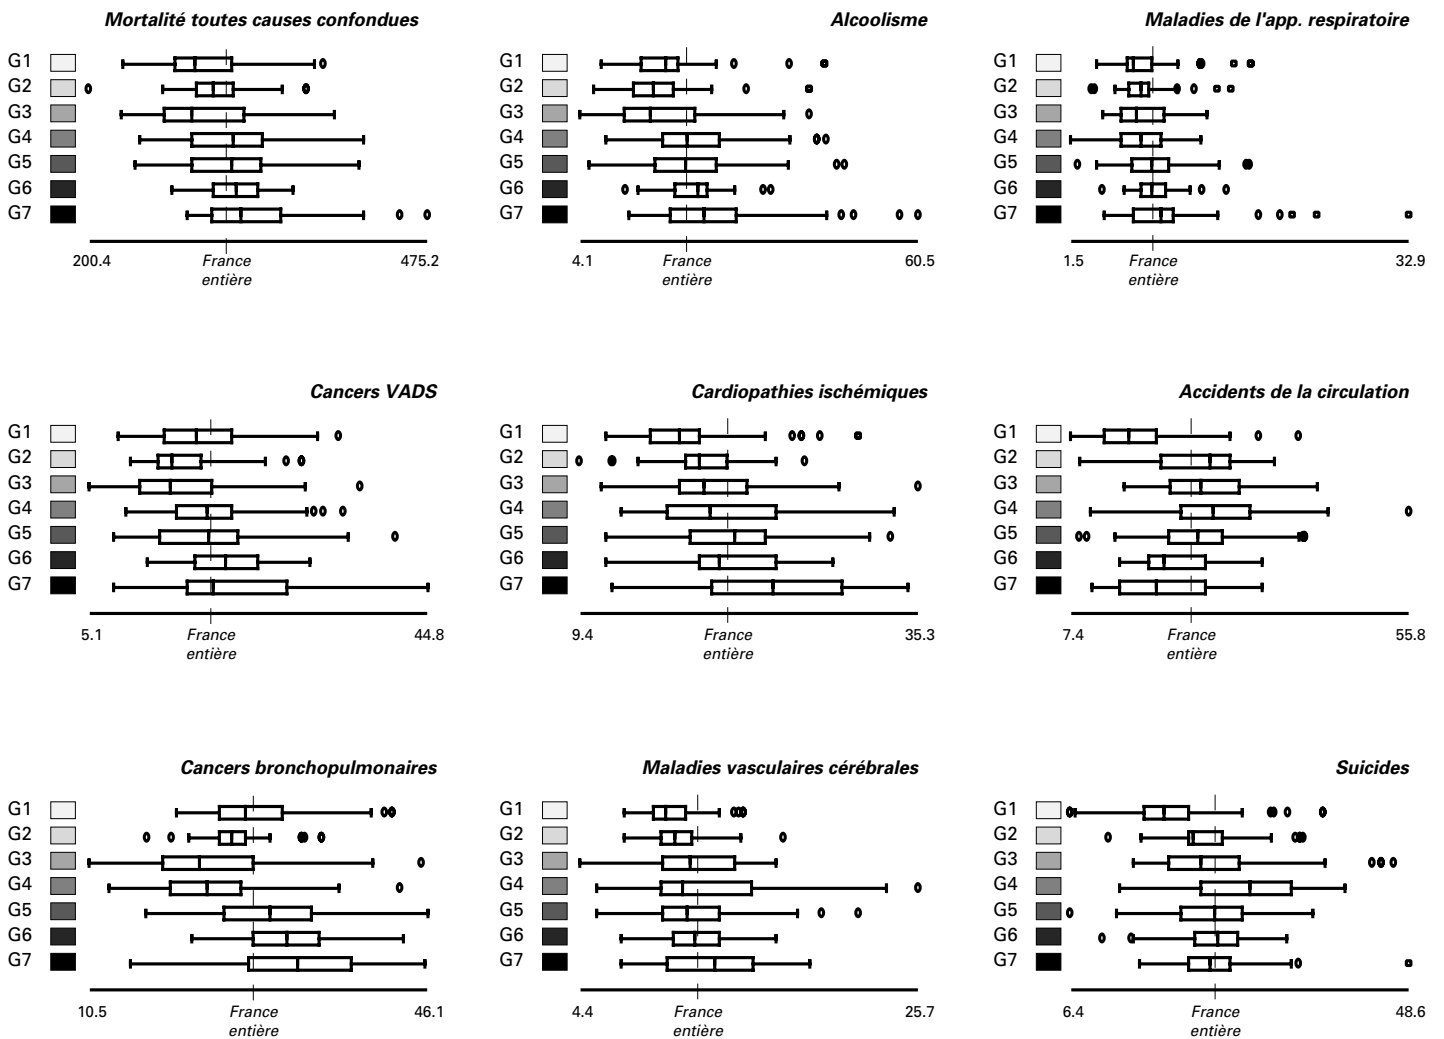 Mortalité toutes causes confondues
G1
G2
G3
G4
G5
G6
G7
200.4
France
entière
475.2
Alcoolisme
G1
G2
G3
G4
G5
G6
G7
4.1
France
entière
60.5
Maladies de l'app. respiratoire
G1
G2
G3
G4
G5
G6
G7
1.5
France
entière
32.9
Cancers VADS
G1
G2
G3
G4
G5
G6
G7
5.1
France
entière
44.8
Cardiopathies ischémiques
G1
G2
G3
G4
G5
G6
G7
9.4
France
entière
35.3
Accidents de la circulation
G1
G2
G3
G4
G5
G6
G7
7.4
France
entière
55.8
Cancers bronchopulmonaires
G1
G2
G3
G4
G5
G6
G7
10.5
France
entière
46.1
Maladies vasculaires cérébrales
G1
G2
G3
G4
G5
G6
G7
4.4
France
entière
25.7
Suicides
G1
G2
G3
G4
G5
G6
G7
6.4
France
entière
48.6